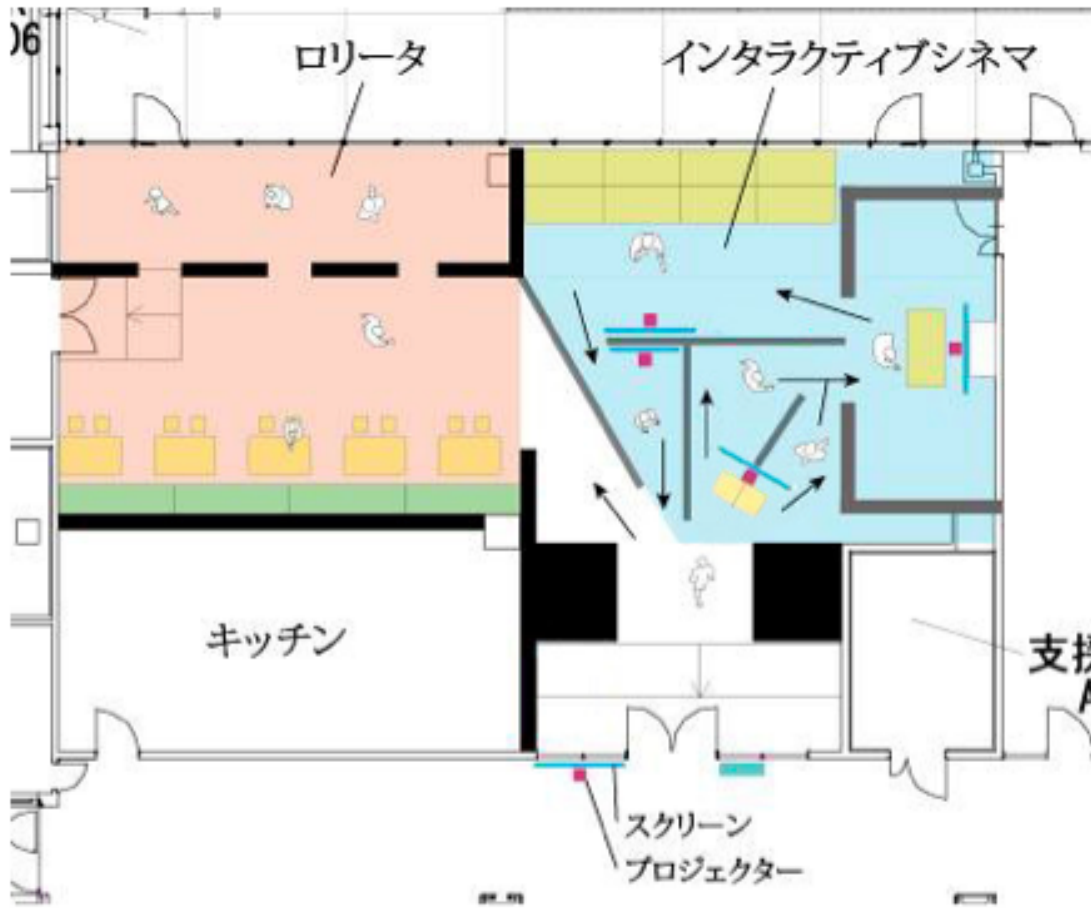 06
ロリータ
インタラクティブシネマ
キッチン
支援
スクリーン
プロジェクター